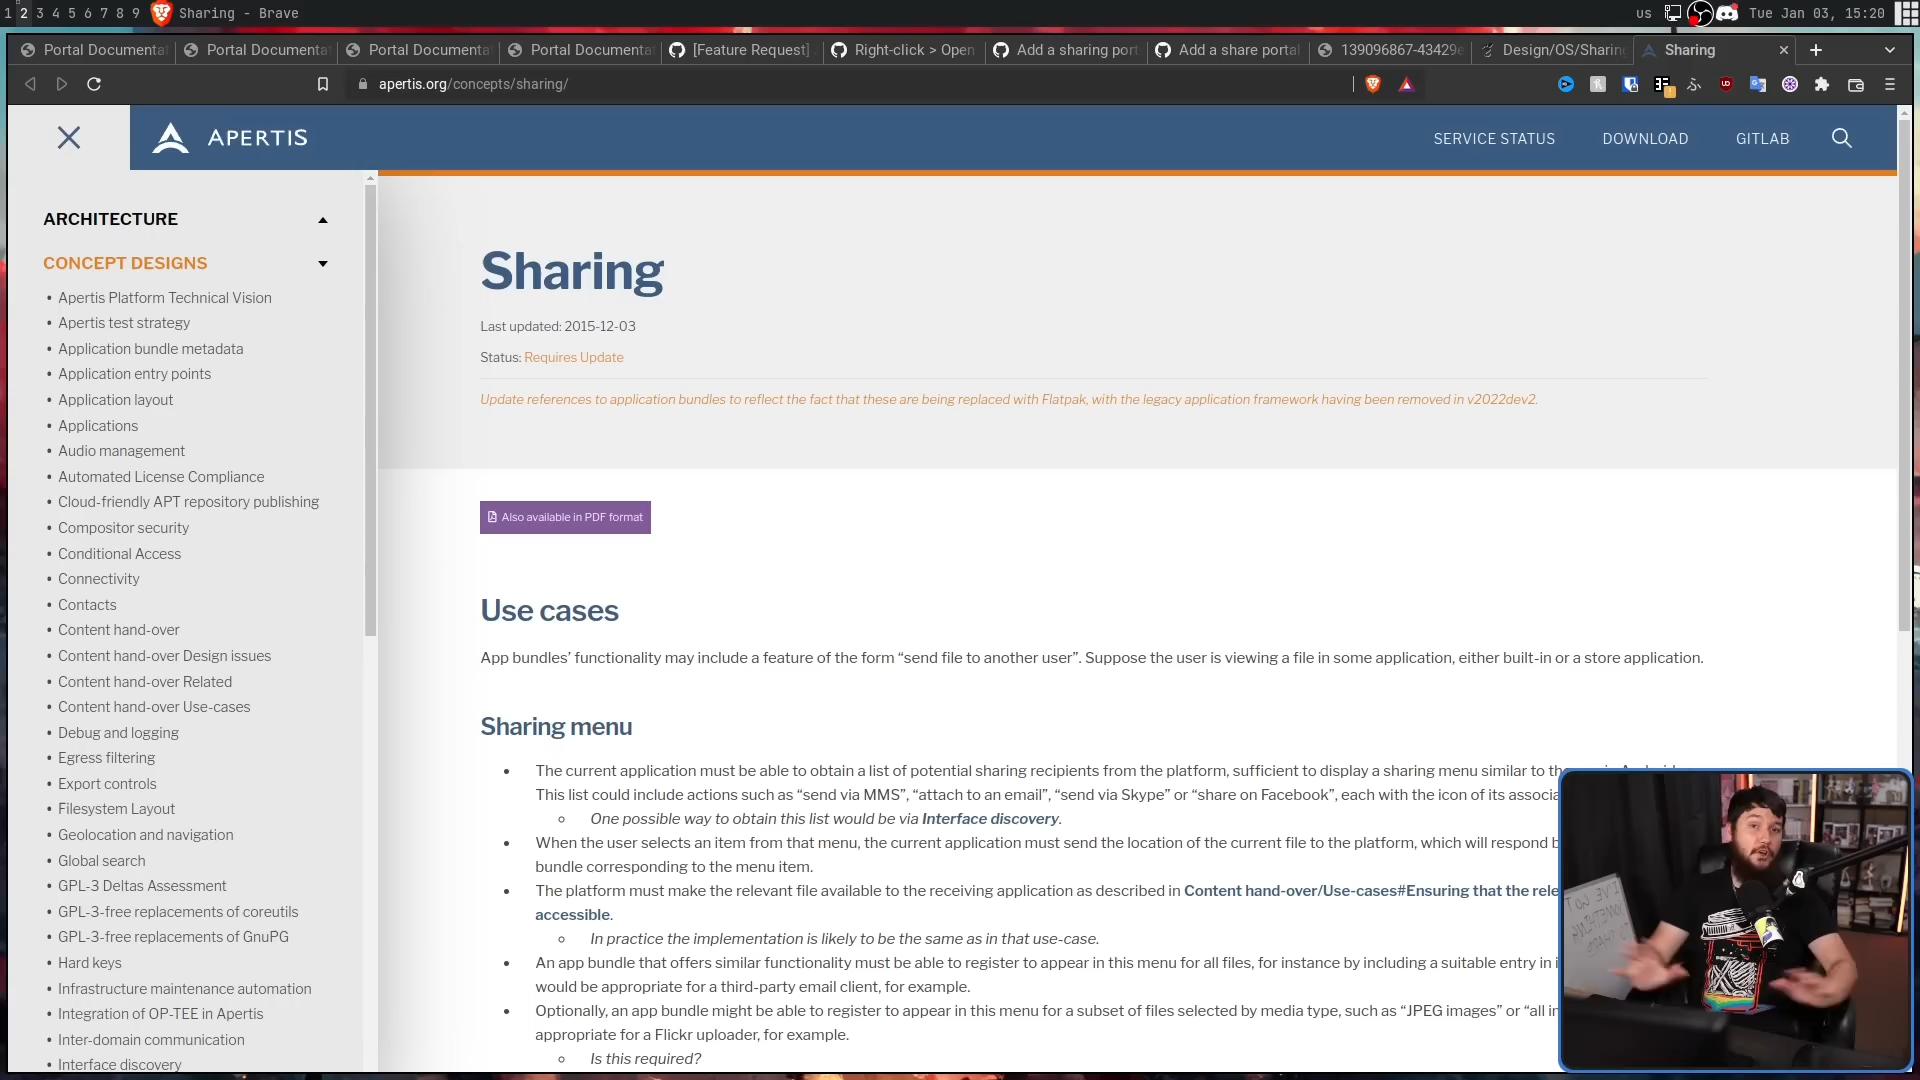 1 2 3 4 5 6 7 8 9 Sharing - Brave
us Tue Jan 03, 15:20
Portal Documenta Portal Documenta Portal Documenta Portal Documenta [Feature Request] Right-click > Open Add a sharing port Add a share portal 139096867-43429e Design/OS/Sharing Sharing
apertis.org/concepts/sharing/
APERTIS
SERVICE STATUS DOWNLOAD GITLAB
ARCHITECTURE
CONCEPT DESIGNS
• Apertis Platform Technical Vision
• Apertis test strategy
• Application bundle metadata
• Application entry points
• Application layout
• Applications
• Audio management
• Automated License Compliance
• Cloud-friendly APT repository publishing
• Compositor security
• Conditional Access
• Connectivity
• Contacts
• Content hand-over
• Content hand-over Design issues
• Content hand-over Related
• Content hand-over Use-cases
• Debug and logging
• Egress filtering
• Export controls
• Filesystem Layout
• Geolocation and navigation
• Global search
• GPL-3 Deltas Assessment
• GPL-3-free replacements of coreutils
• GPL-3-free replacements of GnuPG
• Hard keys
• Infrastructure maintenance automation
• Integration of OP-TEE in Apertis
• Inter-domain communication
• Interface discovery
Sharing
Last updated: 2015-12-03
Status: Requires Update
Update references to application bundles to reflect the fact that these are being replaced with Flatpak, with the legacy application framework having been removed in v2022dev2.
Also available in PDF format
Use cases
App bundles’ functionality may include a feature of the form “send file to another user”. Suppose the user is viewing a file in some application, either built-in or a store application.
Sharing menu
• The current application must be able to obtain a list of potential sharing recipients from the platform, sufficient to display a sharing menu similar to
This list could include actions such as “send via MMS”, “attach to an email”, “send via Skype” or “share on Facebook”, each with the icon of its associa
◦ One possible way to obtain this list would be via Interface discovery.
• When the user selects an item from that menu, the current application must send the location of the current file to the platform, which will respond b
bundle corresponding to the menu item.
• The platform must make the relevant file available to the receiving application as described in Content hand-over/Use-cases#Ensuring that the rele
accessible.
◦ In practice the implementation is likely to be the same as in that use-case.
• An app bundle that offers similar functionality must be able to register to appear in this menu for all files, for instance by including a suitable entry in i
would be appropriate for a third-party email client, for example.
• Optionally, an app bundle might be able to register to appear in this menu for a subset of files selected by media type, such as “JPEG images” or “all in
appropriate for a Flickr uploader, for example.
◦ Is this required?